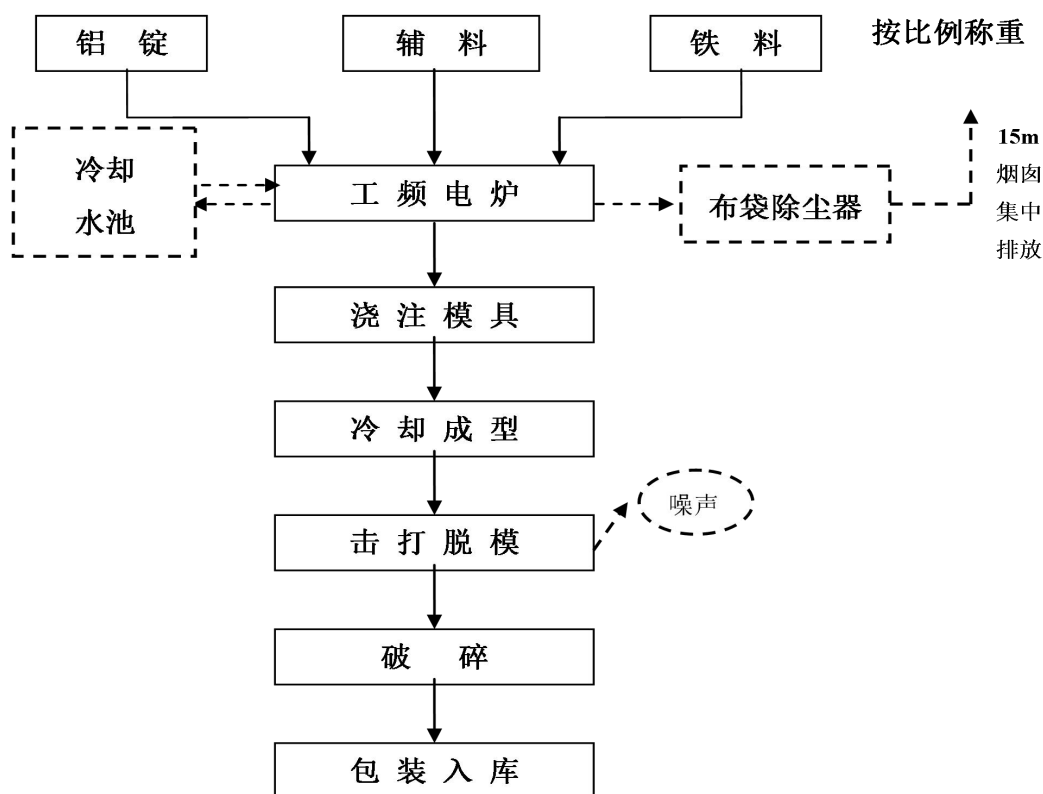 铝 锭
辅 料
铁 料
按比例称重
冷却
水池
工 频 电 炉
布袋除尘器
15m
烟囱
集中
排放
浇 注 模 具
冷 却 成 型
击 打 脱 模
噪声
破 碎
包 装 入 库